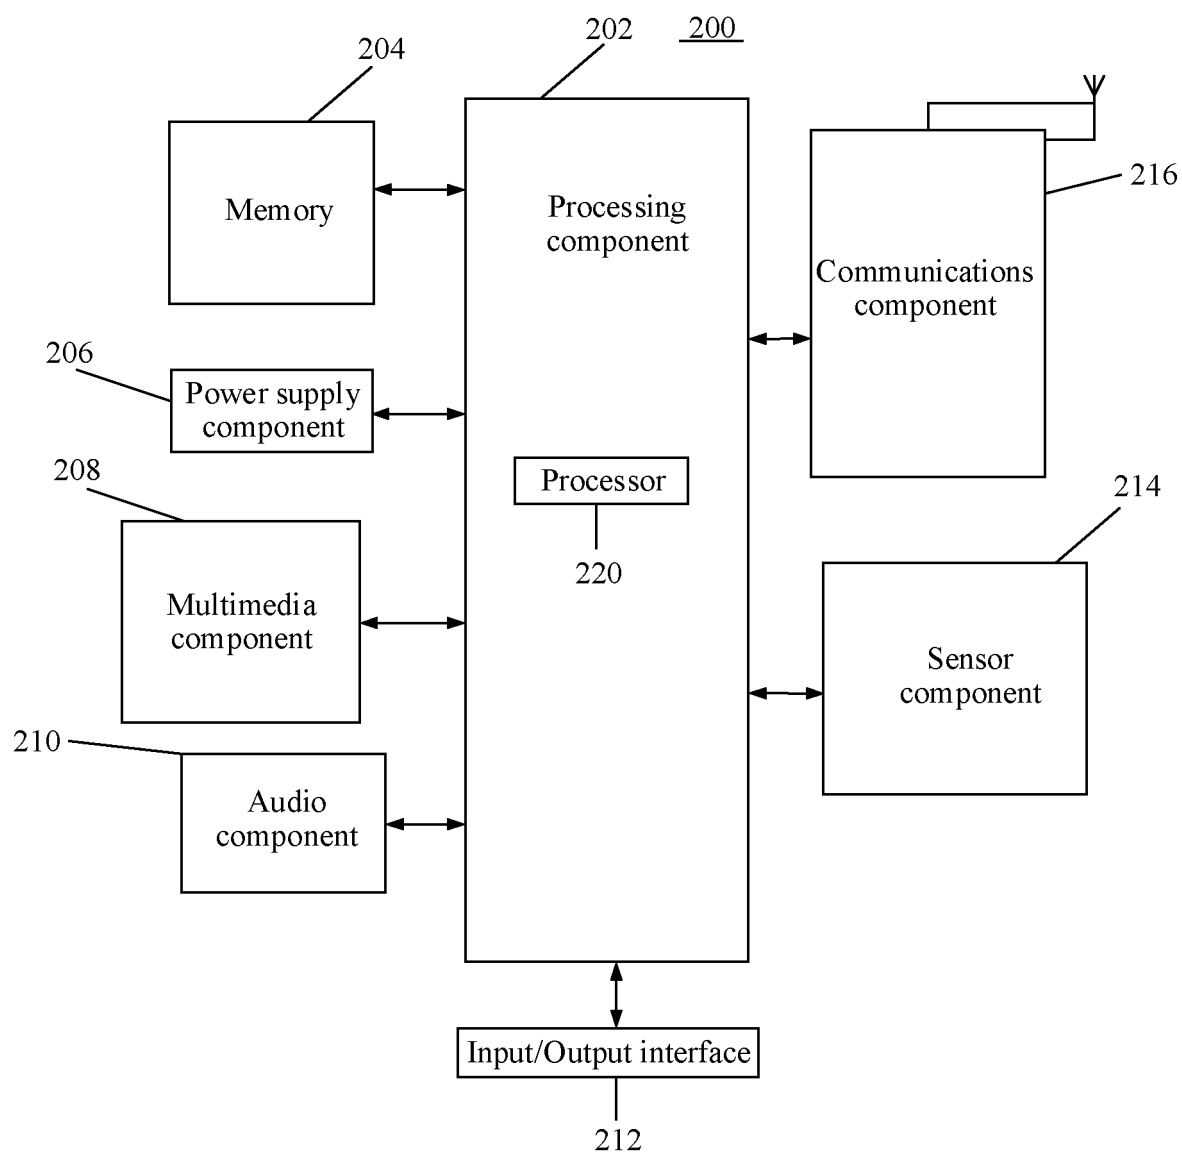 202
200
204
Memory
Processing
component
216
Communications
component
206
Power supply
component
208
Processor
220
214
Multimedia
component
Sensor
component
210
Audio
component
Input/Output interface
212